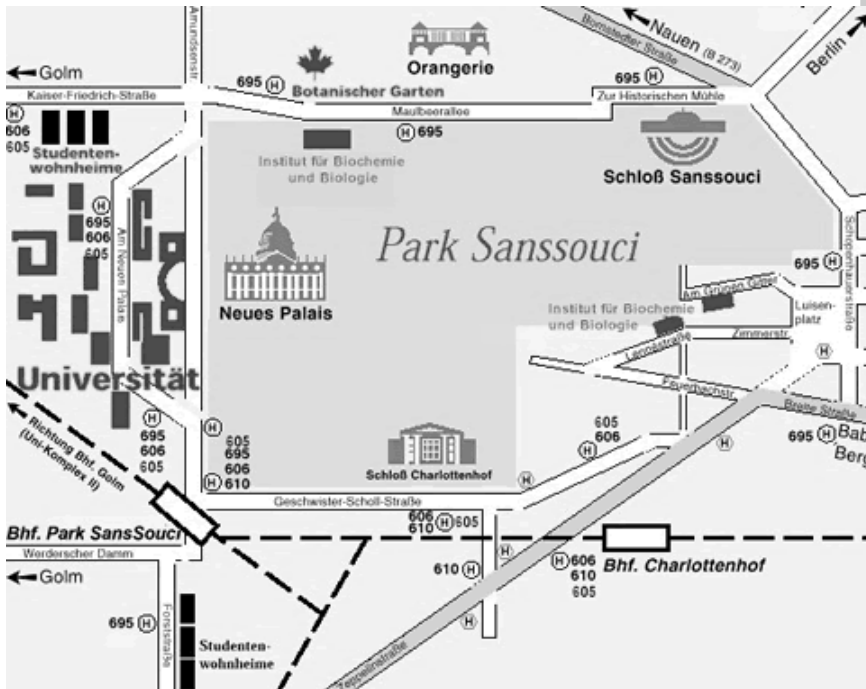 Amundsenstr
Bornstedter Straße
Nauen (B 273)
Berlin
Golm
695 H
Orangerie
695 H
Botanischer Garten
Kaiser-Friedrich-Straße
Zur Historischen Mühle
Maulbeerallee
H
606
605
H 695
Studenten-
wohnheime
Institut für Biochemie
und Biologie
Schloß Sanssouci
H
695
606
605
Am Neuen Palais
Park Sanssouci
Schopenhauerstraße
695 H
Am Grünen Gitter
Neues Palais
Institut für Biochemie
und Biologie
Luisen-
platz
Lennéstraße
Zimmerstr.
H
Universität
Feuerbachstr
Breite Straße
Richtung Bhf. Golm
(Uni-Komplex II)
H
695
606
605
H
605
695
606
H 610
605
606
H
H
695 H
Bab
Berg
Schloß Charlottenhof
H
Geschwister-Scholl-Straße
606
610 H 605
Bhf. Park SansSouci
Werderscher Damm
H
Bhf. Charlottenhof
Golm
610 H
H 606
610
605
695 H
Forststraße
H
Studenten-
wohnheime
Zeppelinstraße